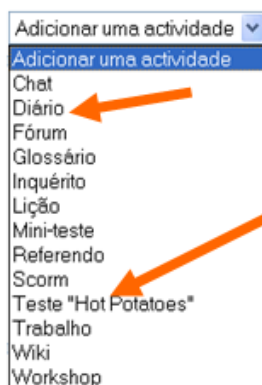 Adicionar uma actividade
Adicionar uma actividade
Chat
Diário
Fórum
Glossário
Inquérito
Lição
Mini-teste
Referendo
Scorm
Teste "Hot Potatoes"
Trabalho
Wiki
Workshop